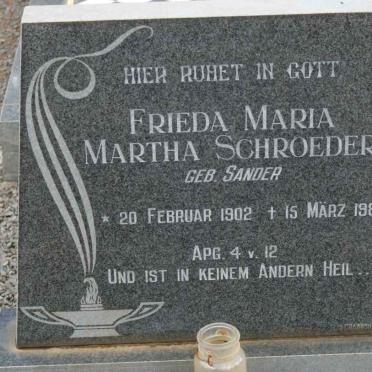 HIER RUHET IN GOTT
FRIEDA MARIA
MARTHA SCHROEDER
GEB. SANDER
* 20 FEBRUAR 1902 † 15 MÄRZ 198
APG. 4 V. 12
UND IST IN KEINEM ANDERN HEIL...